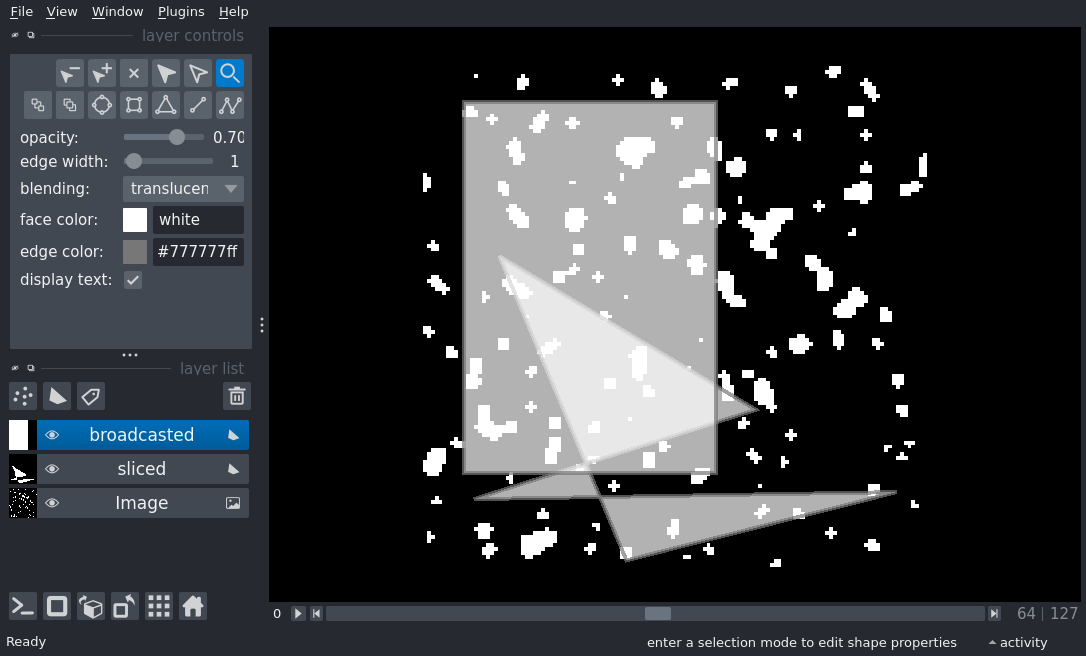 File View Window Plugins Help
layer controls
opacity: 0.70
edge width: 1
blending: translucen
face color: white
edge color: #777777ff
display text:
layer list
broadcasted
sliced
Image
0 64 | 127
Ready enter a selection mode to edit shape properties activity